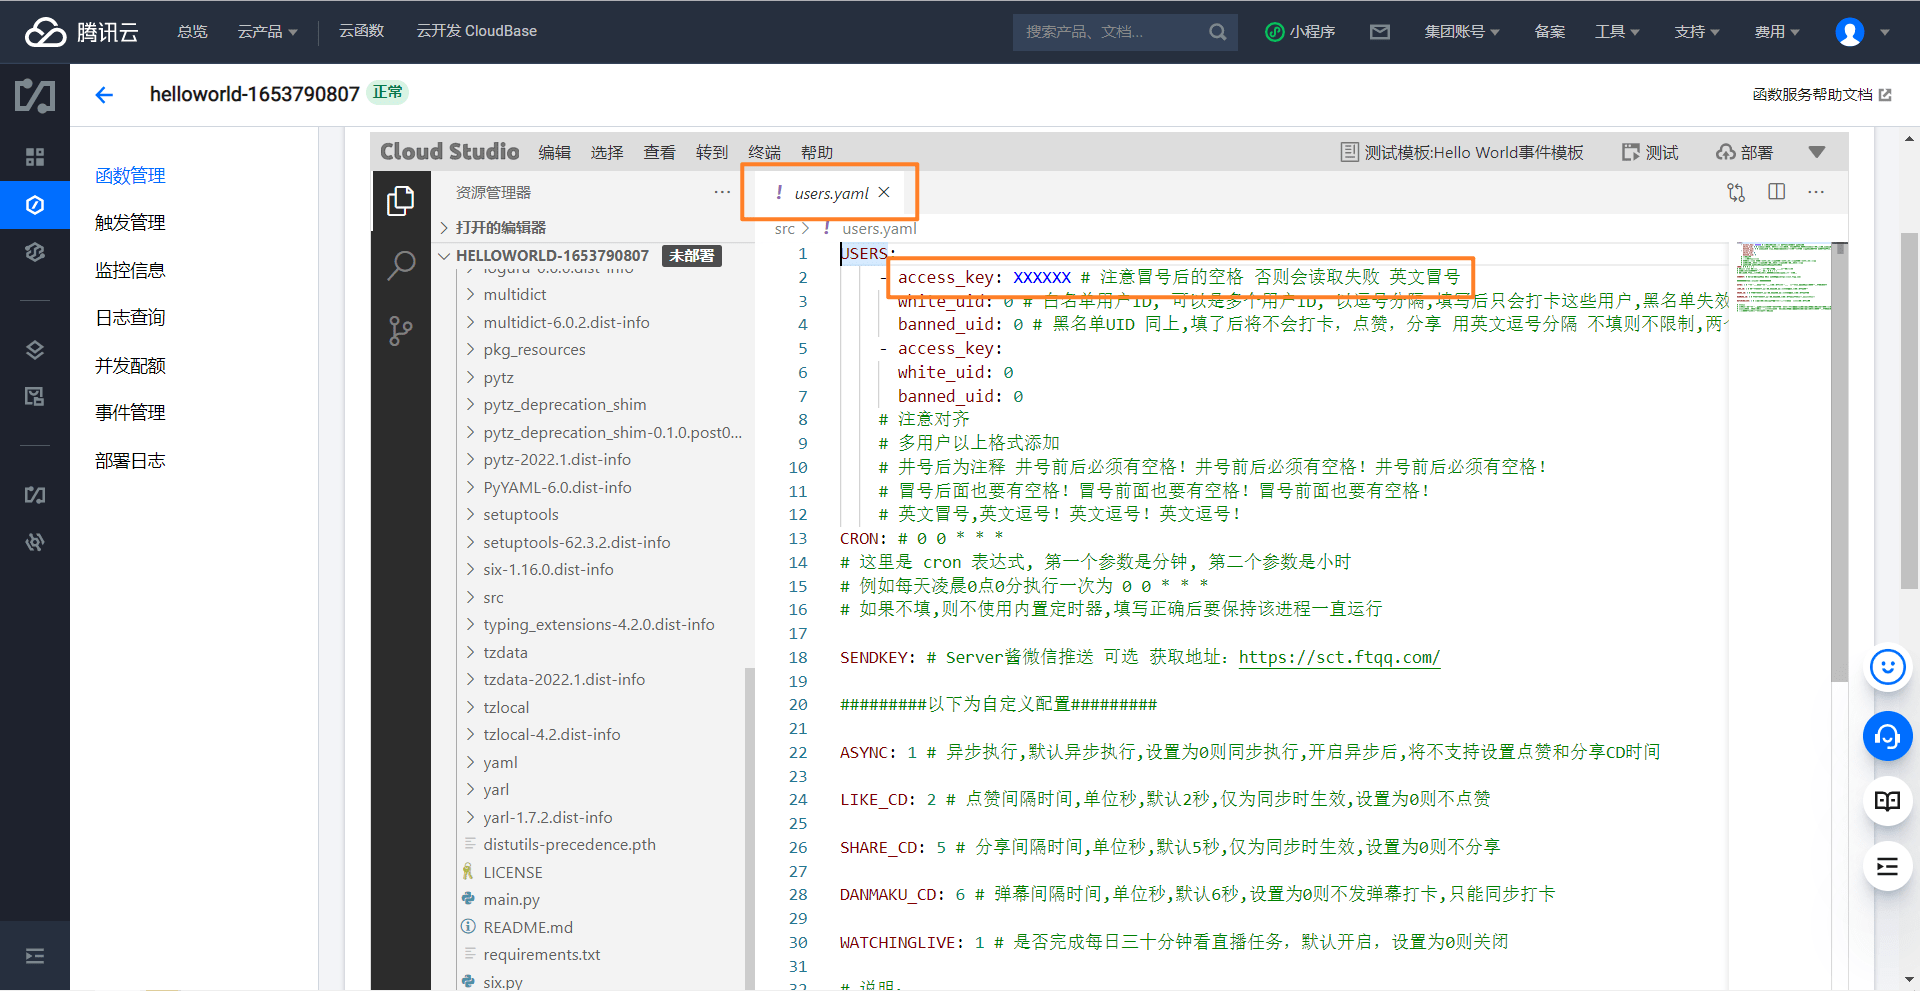 腾讯云 总览 云产品 云函数 云开发 CloudBase 搜索产品、文档... 小程序 集团账号 备案 工具 支持 费用
helloworld-1653790807 正常 函数服务帮助文档
函数管理
触发管理
监控信息
日志查询
并发配额
事件管理
部署日志
Cloud Studio 编辑 选择 查看 转到 终端 帮助 测试模板:Hello World事件模板 测试 部署
资源管理器 ...
打开的编辑器
HELLOWORLD-1653790807 未部署
loguru-0.6.0.dist-info
multidict
multidict-6.0.2.dist-info
pkg_resources
pytz
pytz_deprecation_shim
pytz_deprecation_shim-0.1.0.post0...
pytz-2022.1.dist-info
PyYAML-6.0.dist-info
setuptools
setuptools-62.3.2.dist-info
six-1.16.0.dist-info
src
typing_extensions-4.2.0.dist-info
tzdata
tzdata-2022.1.dist-info
tzlocal
tzlocal-4.2.dist-info
yaml
yarl
yarl-1.7.2.dist-info
distutils-precedence.pth
LICENSE
main.py
README.md
requirements.txt
six.py
! users.yaml ×
src > ! users.yaml
1 USERS:
2 - access_key: XXXXXX # 注意冒号后的空格 否则会读取失败 英文冒号
3 white_uid: 0 # 白名单用户ID, 可以是多个用户ID, 以逗号分隔,填写后只会打卡这些用户,黑名单失效
4 banned_uid: 0 # 黑名单UID 同上,填了后将不会打卡，点赞，分享 用英文逗号分隔 不填则不限制,两个
5 - access_key:
6 white_uid: 0
7 banned_uid: 0
8 # 注意对齐
9 # 多用户以上格式添加
10 # 井号后为注释 井号前后必须有空格！井号前后必须有空格！井号前后必须有空格！
11 # 冒号后面也要有空格！冒号前面也要有空格！冒号前面也要有空格！
12 # 英文冒号,英文逗号！英文逗号！英文逗号！
13 CRON: # 0 0 * * *
14 # 这里是 cron 表达式, 第一个参数是分钟, 第二个参数是小时
15 # 例如每天凌晨0点0分执行一次为 0 0 * * *
16 # 如果不填,则不使用内置定时器,填写正确后要保持该进程一直运行
17
18 SENDKEY: # Server酱微信推送 可选 获取地址：https://sct.ftqq.com/
19
20 #########以下为自定义配置#########
21
22 ASYNC: 1 # 异步执行,默认异步执行,设置为0则同步执行,开启异步后,将不支持设置点赞和分享CD时间
23
24 LIKE_CD: 2 # 点赞间隔时间,单位秒,默认2秒,仅为同步时生效,设置为0则不点赞
25
26 SHARE_CD: 5 # 分享间隔时间,单位秒,默认5秒,仅为同步时生效,设置为0则不分享
27
28 DANMAKU_CD: 6 # 弹幕间隔时间,单位秒,默认6秒,设置为0则不发弹幕打卡,只能同步打卡
29
30 WATCHINGLIVE: 1 # 是否完成每日三十分钟看直播任务，默认开启，设置为0则关闭
31
32 # 说明: